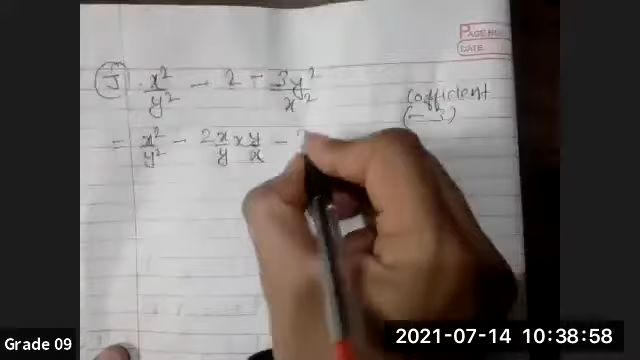 PAGE NO
DATE
J. x²/y² - 2 - 3y²/x²
cofficient
(-3)
= x²/y² - 2 x/y × y/x -
Grade 09
2021-07-14 10:38:58